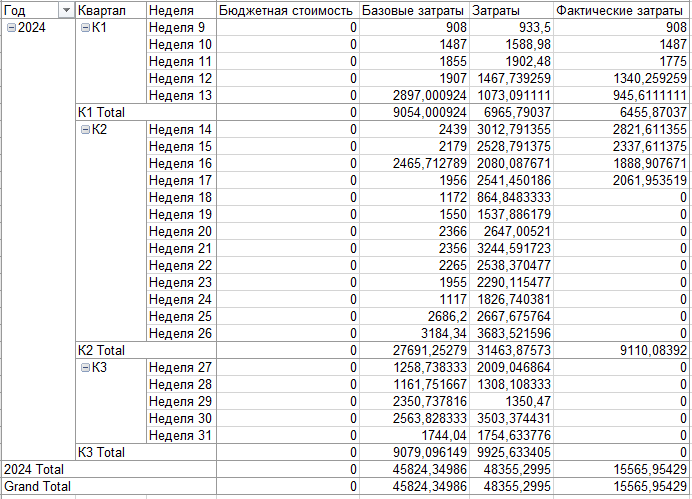 Год Квартал Неделя Бюджетная стоимость Базовые затраты Затраты Фактические затраты
2024 К1 Неделя 9 0 908 933,5 908
Неделя 10 0 1487 1588,98 1487
Неделя 11 0 1855 1902,48 1775
Неделя 12 0 1907 1467,739259 1340,259259
Неделя 13 0 2897,000924 1073,091111 945,6111111
К1 Total 0 9054,000924 6965,79037 6455,87037
К2 Неделя 14 0 2439 3012,791355 2821,611355
Неделя 15 0 2179 2528,791375 2337,611375
Неделя 16 0 2465,712789 2080,087671 1888,907671
Неделя 17 0 1956 2541,450186 2061,953519
Неделя 18 0 1172 864,8483333 0
Неделя 19 0 1550 1537,886179 0
Неделя 20 0 2366 2647,00521 0
Неделя 21 0 2356 3244,591723 0
Неделя 22 0 2265 2538,370477 0
Неделя 23 0 1955 2290,115477 0
Неделя 24 0 1117 1826,740381 0
Неделя 25 0 2686,2 2667,675764 0
Неделя 26 0 3184,34 3683,521596 0
К2 Total 0 27691,25279 31463,87573 9110,08392
К3 Неделя 27 0 1258,738333 2009,046864 0
Неделя 28 0 1161,751667 1308,108333 0
Неделя 29 0 2350,737816 1350,47 0
Неделя 30 0 2563,828333 3503,374431 0
Неделя 31 0 1744,04 1754,633776 0
К3 Total 0 9079,096149 9925,633405 0
2024 Total 0 45824,34986 48355,2995 15565,95429
Grand Total 0 45824,34986 48355,2995 15565,95429